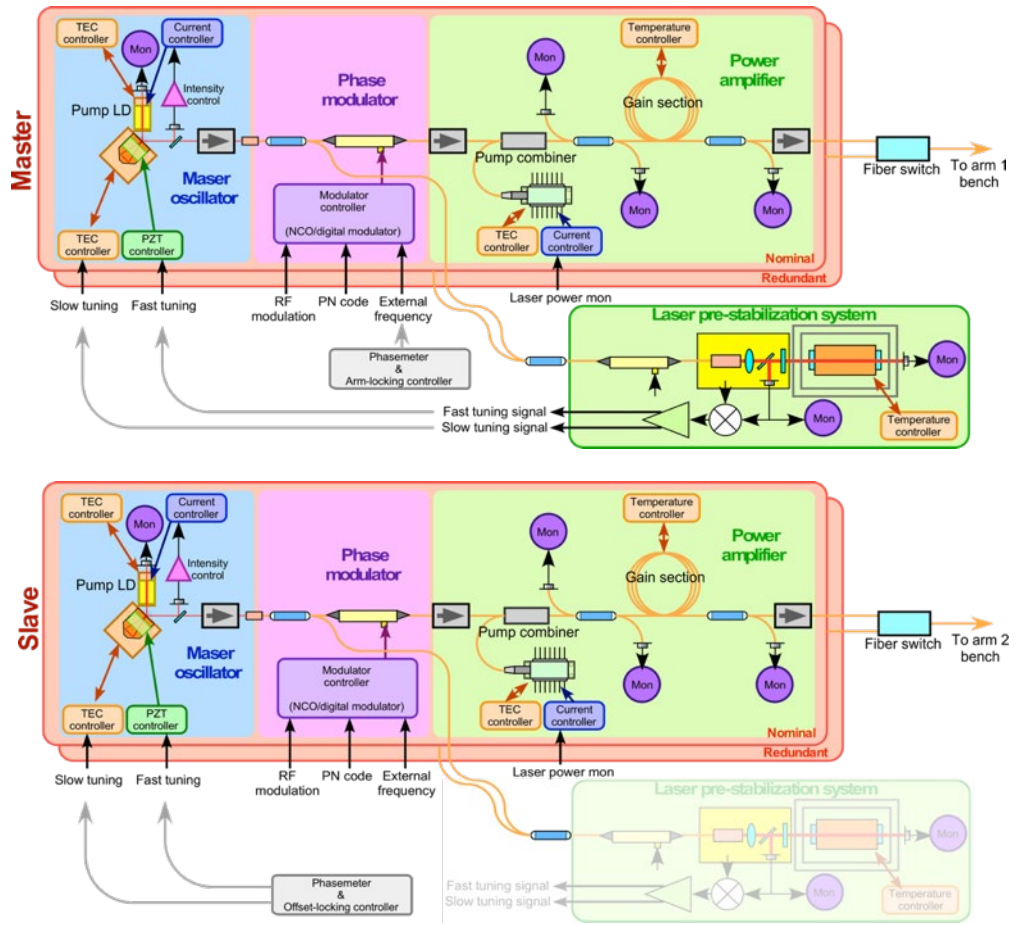 Master
TEC
controller
Mon
Current
controller
Intensity
control
Pump LD
Maser
oscillator
TEC
controller
PZT
controller
Phase
modulator
Modulator
controller
(NCO/digital modulator)
Temperature
controller
Mon
Power
amplifier
Gain section
Pump combiner
TEC
controller
Current
controller
Mon
Mon
Nominal
Redundant
Fiber switch
To arm 1
bench
Slow tuning
Fast tuning
RF
modulation
PN code
External
frequency
Laser power mon
Phasemeter
&
Arm-locking controller
Laser pre-stabilization system
Mon
Fast tuning signal
Slow tuning signal
Mon
Temperature
controller
Slave
TEC
controller
Mon
Current
controller
Intensity
control
Pump LD
Maser
oscillator
TEC
controller
PZT
controller
Phase
modulator
Modulator
controller
(NCO/digital modulator)
Temperature
controller
Mon
Power
amplifier
Gain section
Pump combiner
TEC
controller
Current
controller
Mon
Mon
Nominal
Redundant
Fiber switch
To arm 2
bench
Slow tuning
Fast tuning
RF
modulation
PN code
External
frequency
Laser power mon
Phasemeter
&
Offset-locking controller
Laser pre-stabilization system
Mon
Fast tuning signal
Slow tuning signal
Mon
Temperature
controller